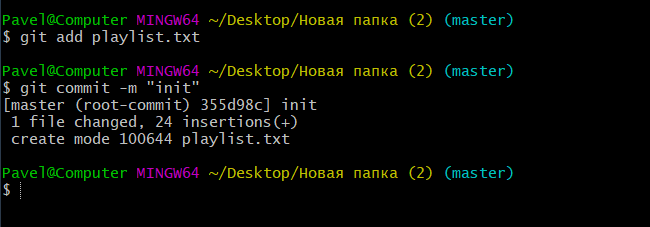 Pavel@Computer MINGW64 ~/Desktop/Новая папка (2) (master)
$ git add playlist.txt
Pavel@Computer MINGW64 ~/Desktop/Новая папка (2) (master)
$ git commit -m "init"
[master (root-commit) 355d98c] init
 1 file changed, 24 insertions(+)
 create mode 100644 playlist.txt
Pavel@Computer MINGW64 ~/Desktop/Новая папка (2) (master)
$